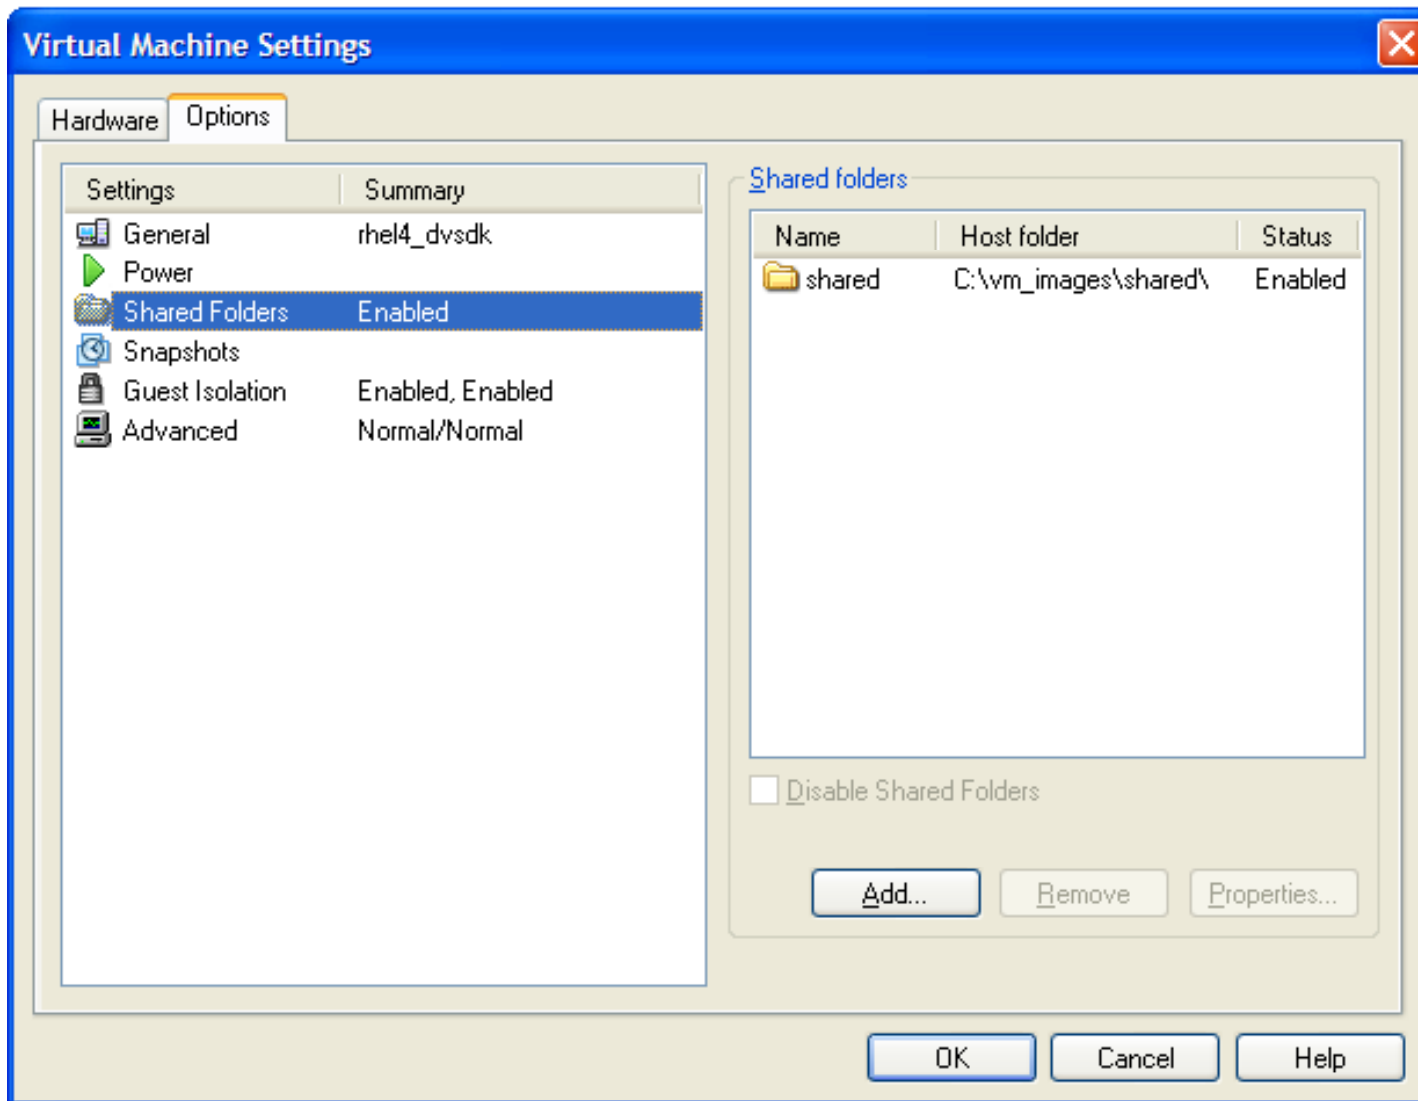 Virtual Machine Settings
Hardware Options
Settings Summary
General rhel4_dvsdk
Power
Shared Folders Enabled
Snapshots
Guest Isolation Enabled, Enabled
Advanced Normal/Normal
Shared folders
Name Host folder Status
shared C:\vm_images\shared\ Enabled
Disable Shared Folders
Add... Remove Properties...
OK Cancel Help